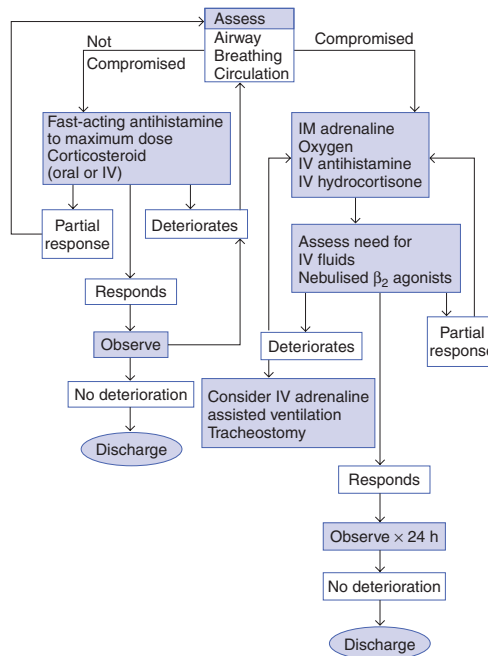 Assess
Airway
Breathing
Circulation
Not
Compromised
Compromised
Fast-acting antihistamine
to maximum dose
Corticosteroid
(oral or IV)
IM adrenaline
Oxygen
IV antihistamine
IV hydrocortisone
Partial
response
Deteriorates
Assess need for
IV fluids
Nebulised β₂ agonists
Responds
Observe
Deteriorates
Partial
response
No deterioration
Consider IV adrenaline
assisted ventilation
Tracheostomy
Discharge
Responds
Observe × 24 h
No deterioration
Discharge